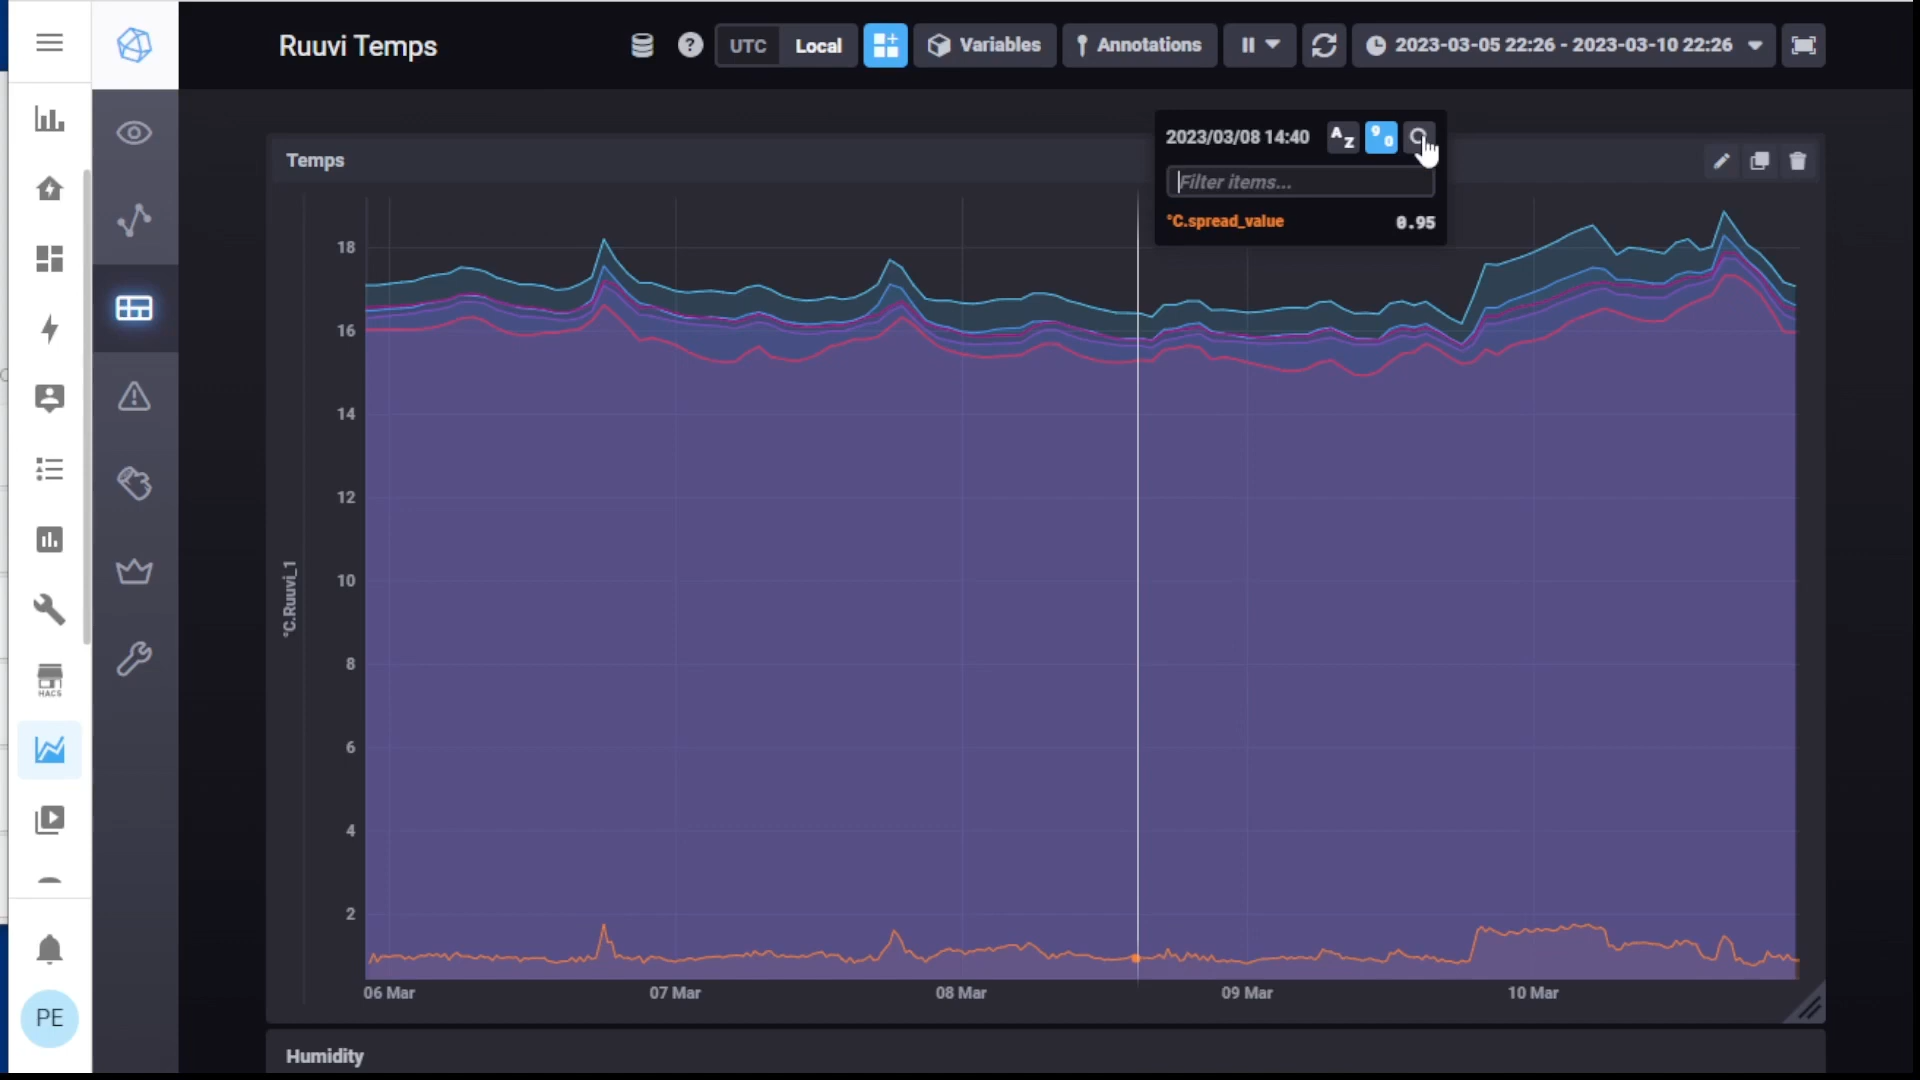 Ruuvi Temps
UTC Local
Variables
Annotations
2023-03-05 22:26 - 2023-03-10 22:26
Temps
2023/03/08 14:40
A Z
9 0
Filter items...
°C.spread_value 0.95
18
16
14
12
10
8
6
4
2
°C.Ruuvi_1
06 Mar 07 Mar 08 Mar 09 Mar 10 Mar
HACS
PE
Humidity